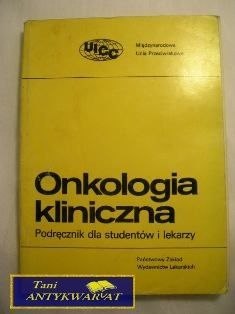 UICC
Międzynarodowa
Unia Przeciwrakowa
Onkologia
kliniczna
Podręcznik dla studentów i lekarzy
Państwowy Zakład
Wydawnictw Lekarskich
Tani
ANTYKWARIAT